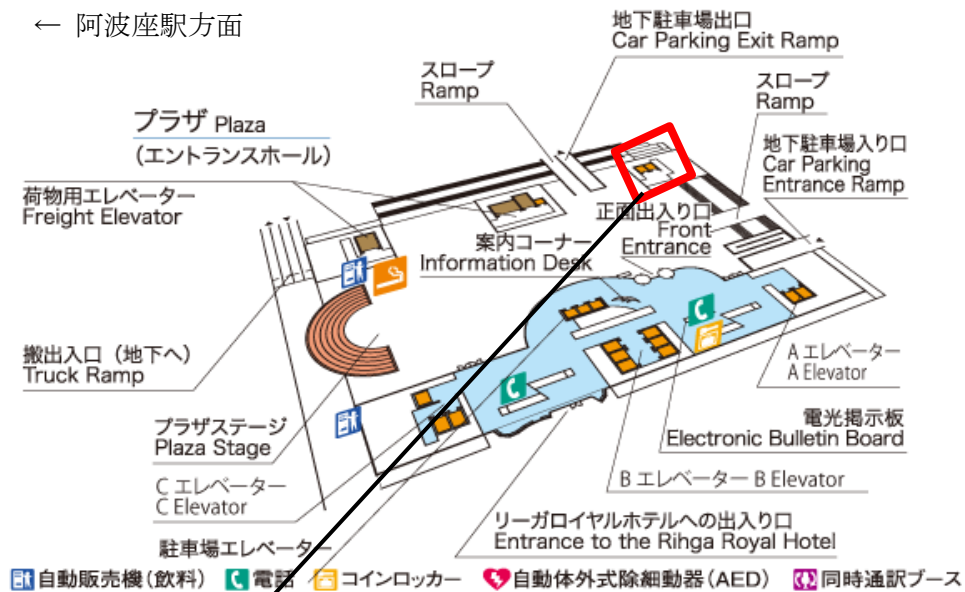 ← 阿波座駅方面
地下駐車場出口
Car Parking Exit Ramp
スロープ
Ramp
スロープ
Ramp
プラザ Plaza
(エントランスホール)
地下駐車場入り口
Car Parking
Entrance Ramp
荷物用エレベーター
Freight Elevator
正面出入り口
Front
Entrance
案内コーナー
Information Desk
搬出入口(地下へ)
Truck Ramp
A エレベーター
A Elevator
プラザステージ
Plaza Stage
電光掲示板
Electronic Bulletin Board
C エレベーター
C Elevator
B エレベーター B Elevator
リーガロイヤルホテルへの出入り口
Entrance to the Rihga Royal Hotel
駐車場エレベーター
自動販売機(飲料) 電話 コインロッカー 自動体外式除細動器(AED) 同時通訳ブース